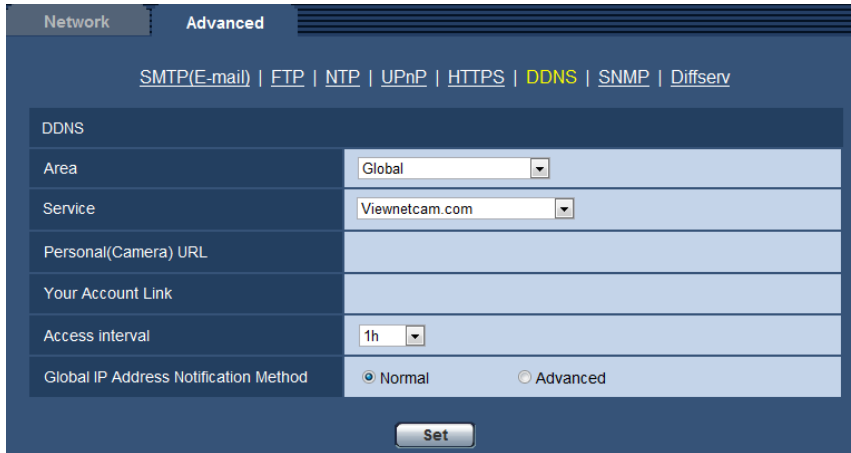 Network Advanced
SMTP(E-mail) | FTP | NTP | UPnP | HTTPS | DDNS | SNMP | Diffserv
DDNS
Area Global
Service Viewnetcam.com
Personal(Camera) URL
Your Account Link
Access interval 1h
Global IP Address Notification Method Normal Advanced
Set